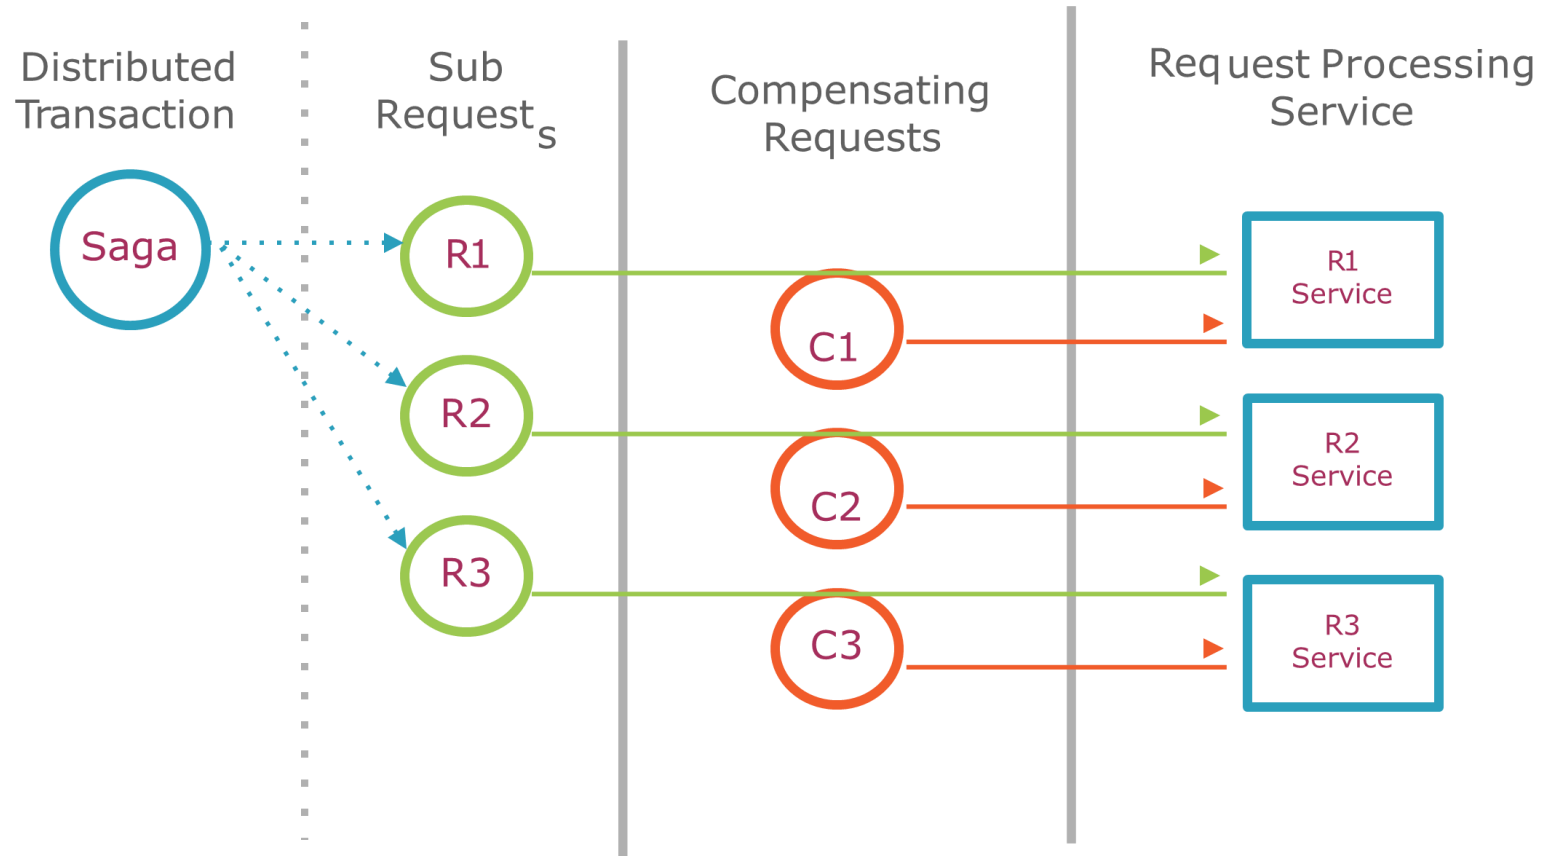 Distributed
Transaction
Sub
Requests
Compensating
Requests
Request Processing
Service
Saga
R1
C1
R1
Service
R2
C2
R2
Service
R3
C3
R3
Service